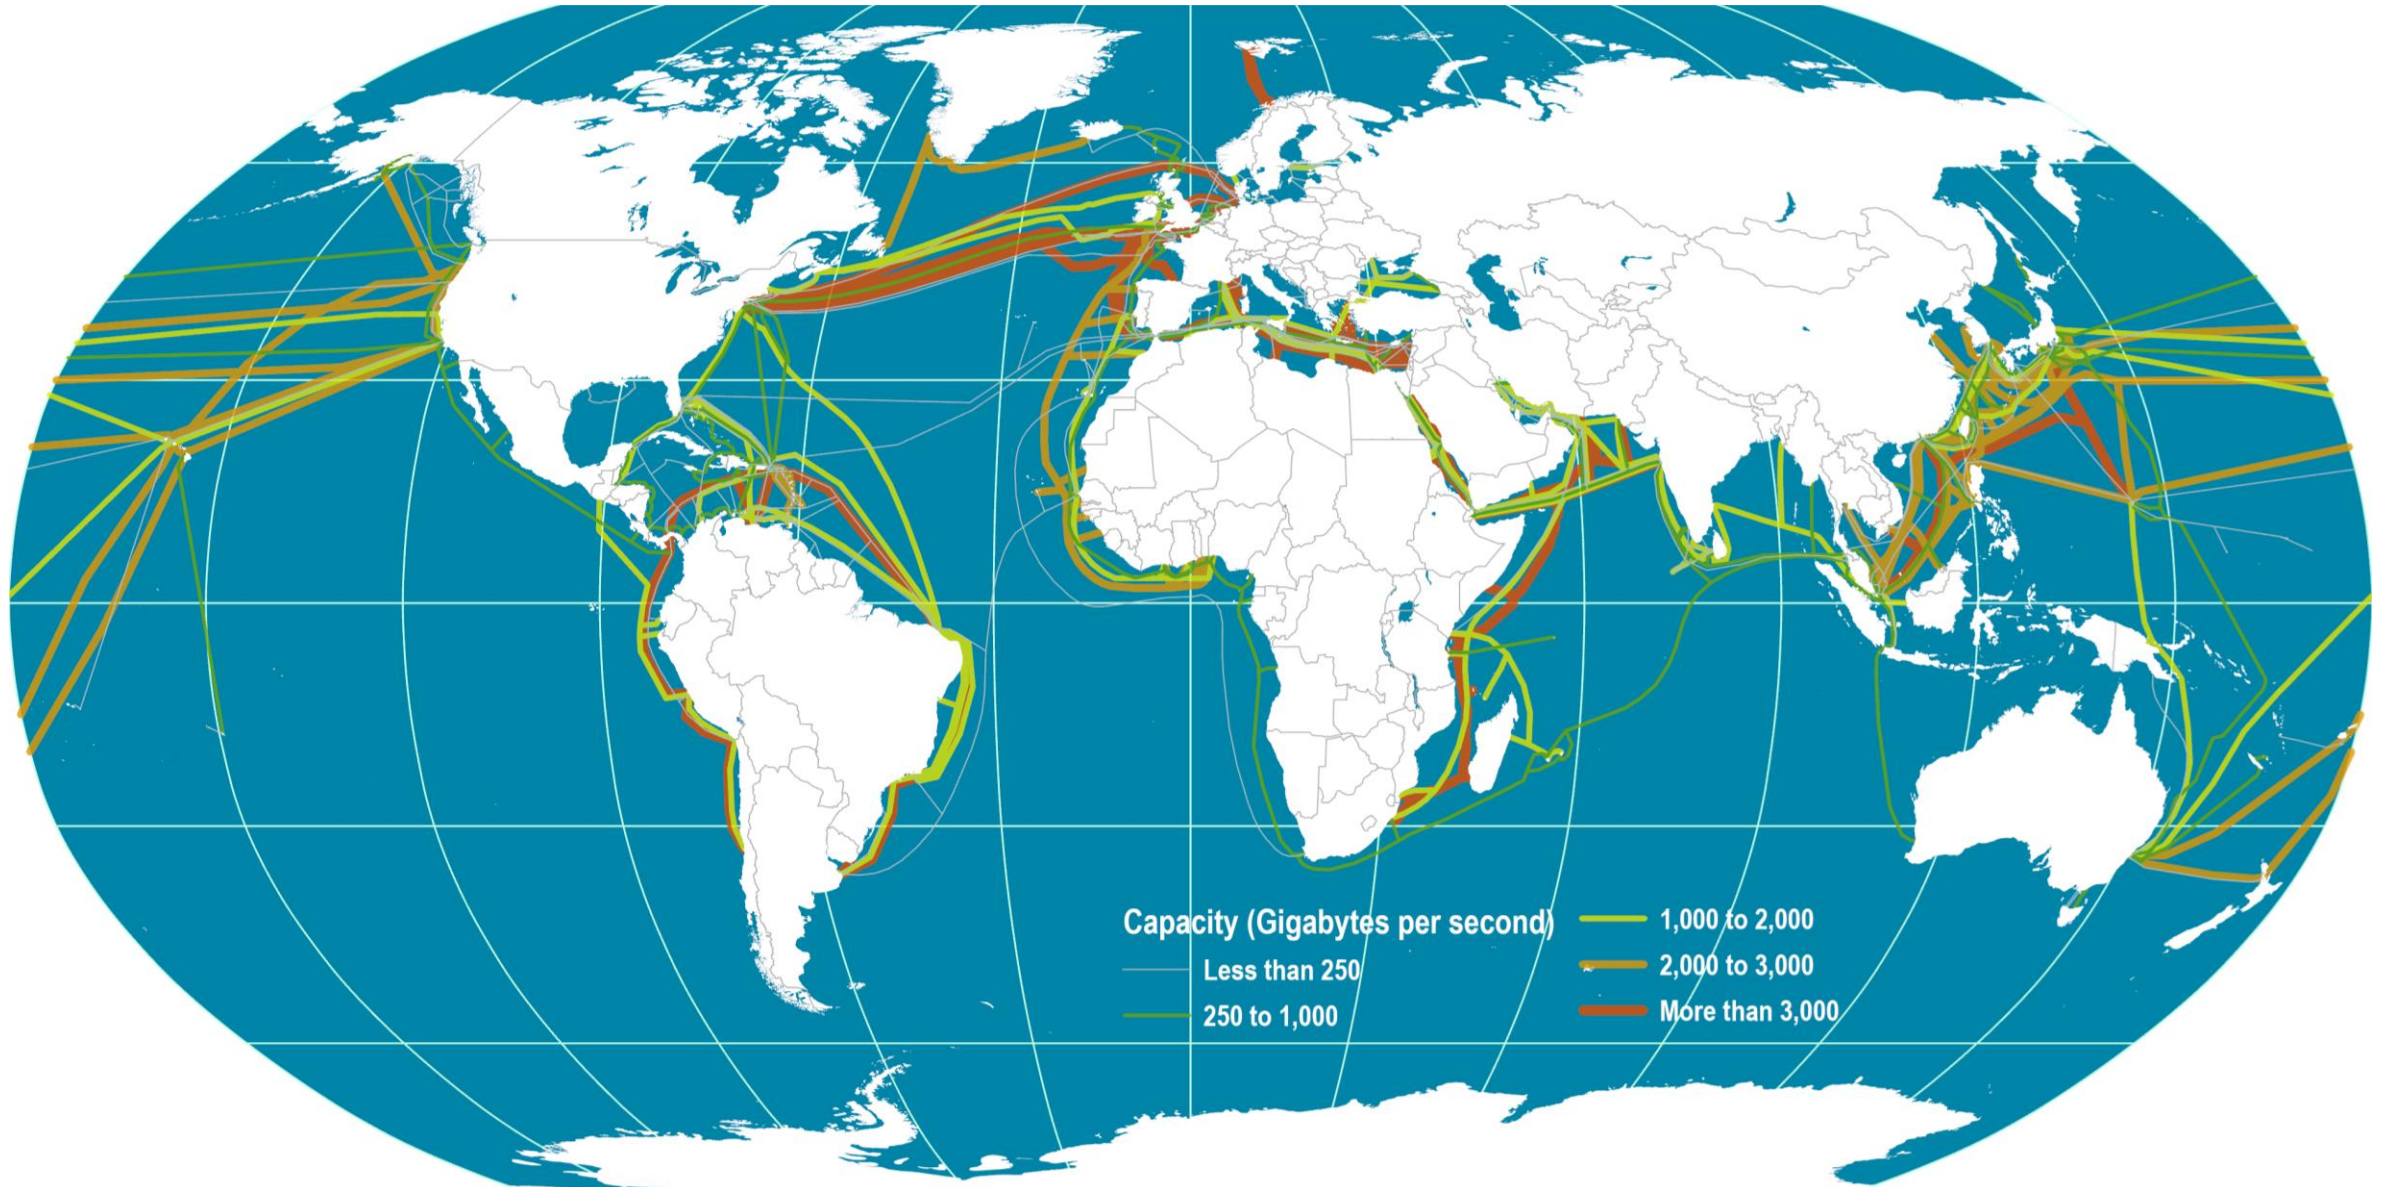 Capacity (Gigabytes per second)
Less than 250
250 to 1,000
1,000 to 2,000
2,000 to 3,000
More than 3,000